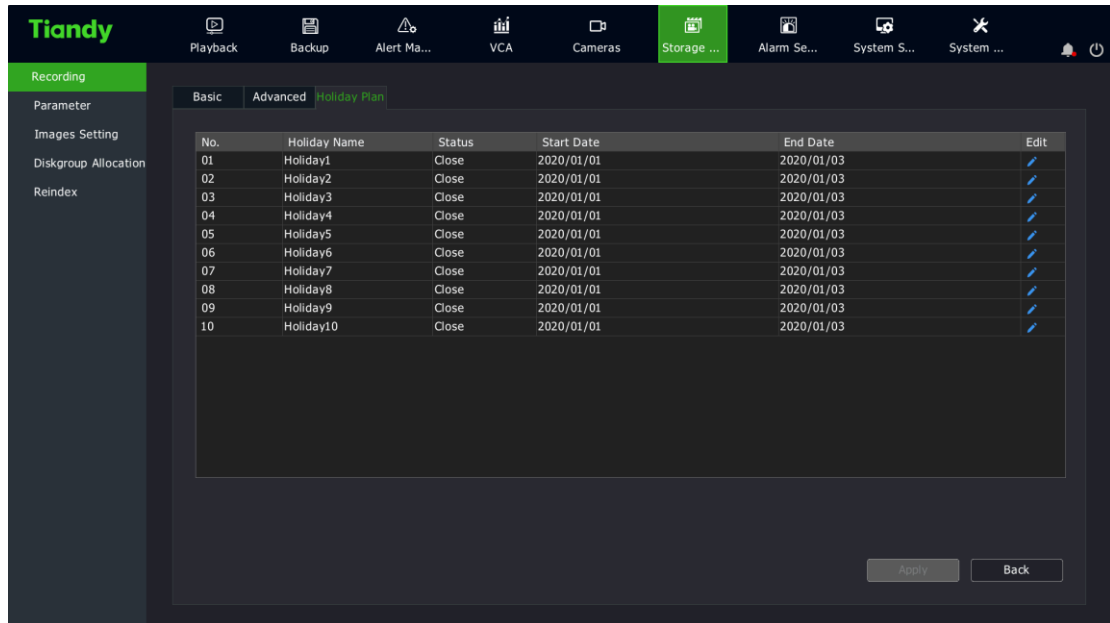 Tiandy
Playback Backup Alert Ma... VCA Cameras Storage ... Alarm Se... System S... System ...
Recording
Parameter
Images Setting
Diskgroup Allocation
Reindex
Basic Advanced Holiday Plan
No. Holiday Name Status Start Date End Date Edit
01 Holiday1 Close 2020/01/01 2020/01/03
02 Holiday2 Close 2020/01/01 2020/01/03
03 Holiday3 Close 2020/01/01 2020/01/03
04 Holiday4 Close 2020/01/01 2020/01/03
05 Holiday5 Close 2020/01/01 2020/01/03
06 Holiday6 Close 2020/01/01 2020/01/03
07 Holiday7 Close 2020/01/01 2020/01/03
08 Holiday8 Close 2020/01/01 2020/01/03
09 Holiday9 Close 2020/01/01 2020/01/03
10 Holiday10 Close 2020/01/01 2020/01/03
Apply Back